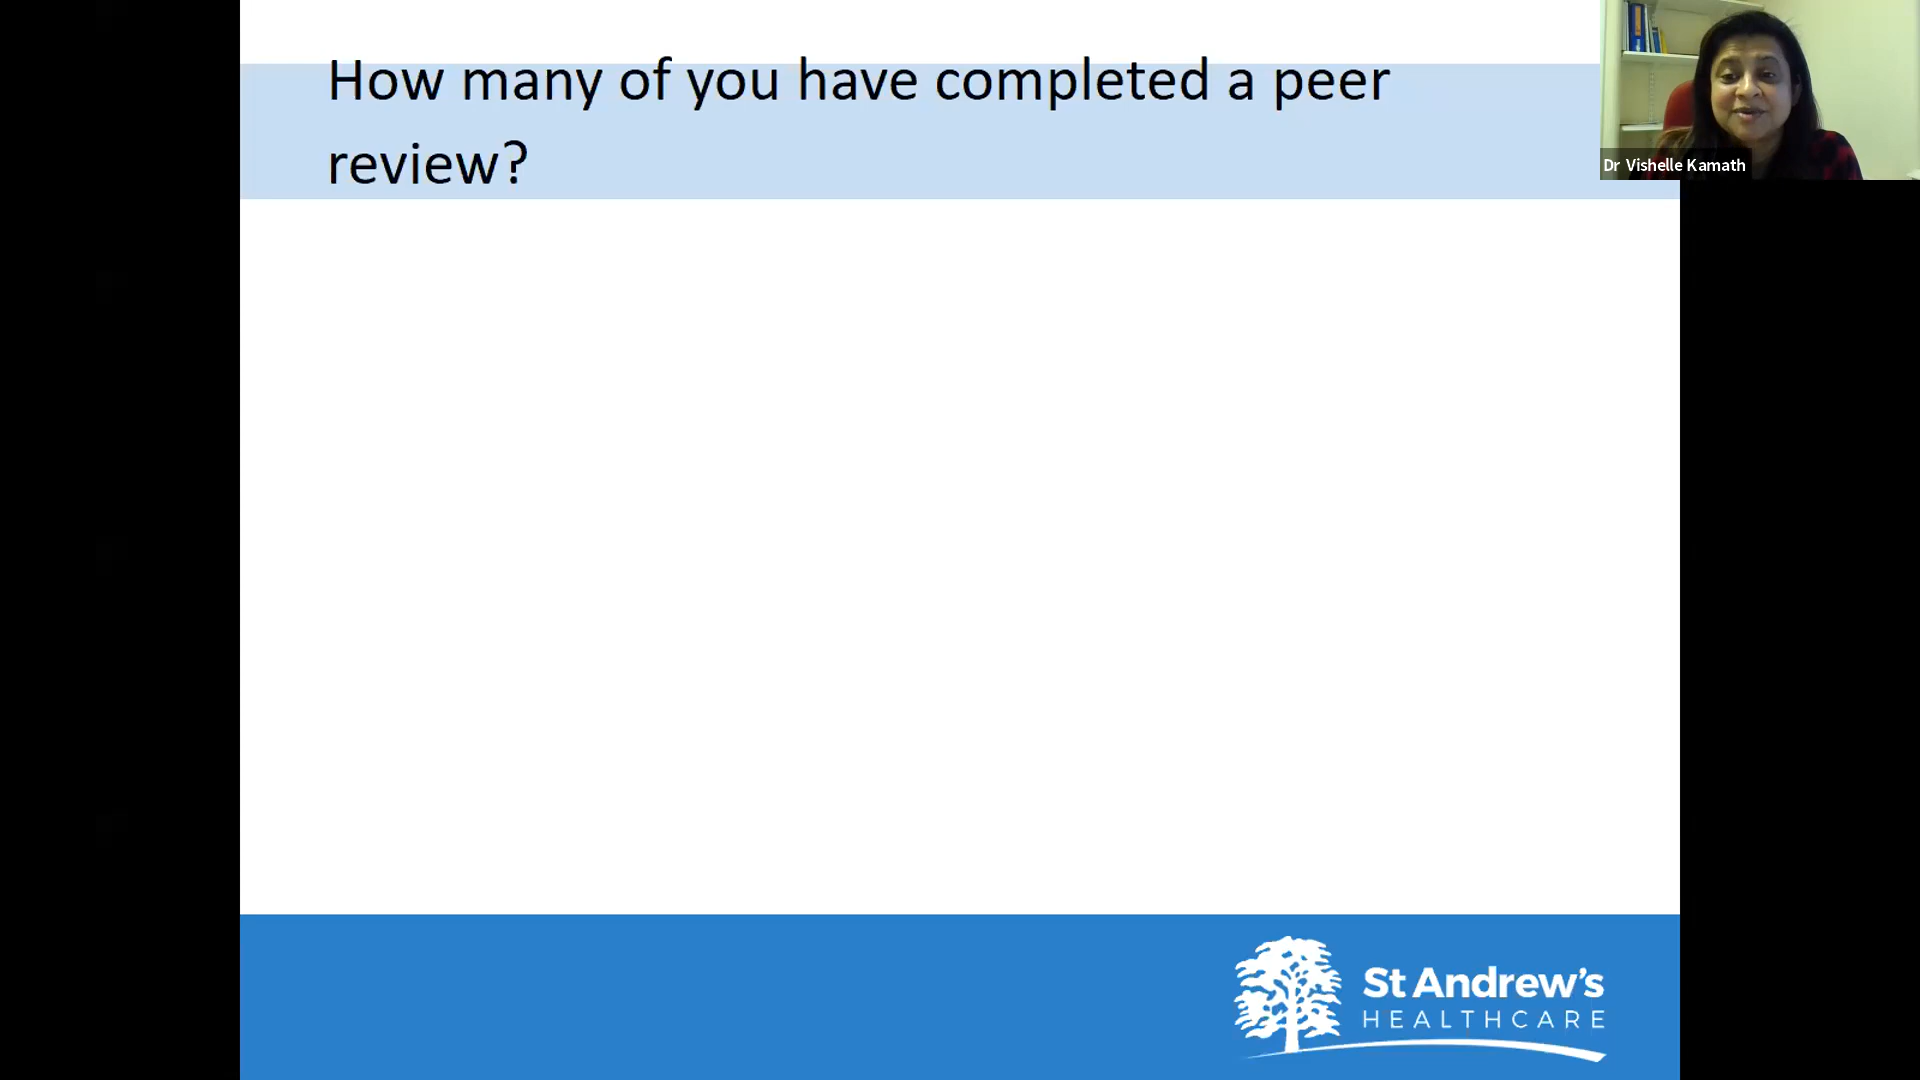 How many of you have completed a peer
review?
Dr Vishelle Kamath
St Andrew's
HEALTHCARE